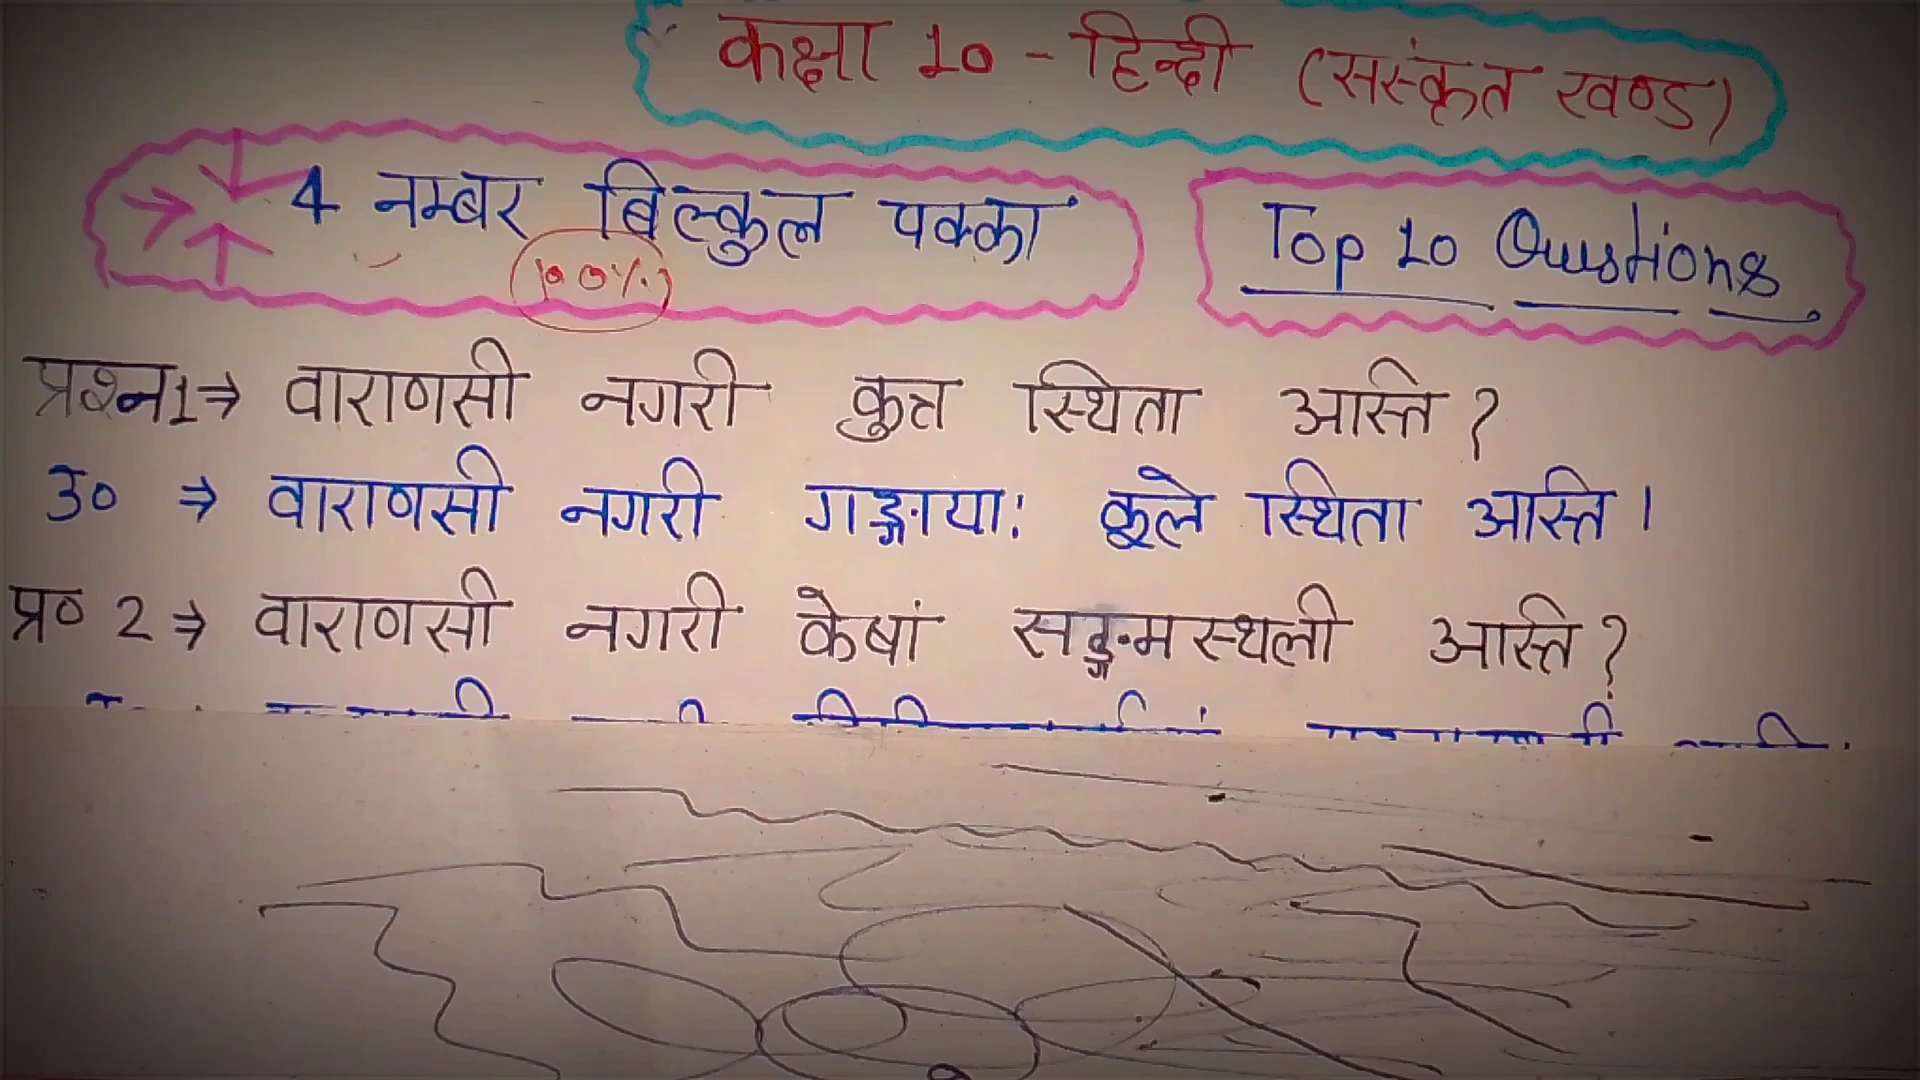 कक्षा 10 - हिन्दी (संस्कृत खण्ड)
4 नम्बर बिल्कुल पक्का
100%
Top 10 Questions
प्रश्न1⇒ वाराणसी नगरी कुत्र स्थिता अस्ति ?
उ० ⇒ वाराणसी नगरी गङ्गायाः कूले स्थिता अस्ति ।
प्र० 2 ⇒ वाराणसी नगरी केषां सङ्गमस्थली अस्ति ?